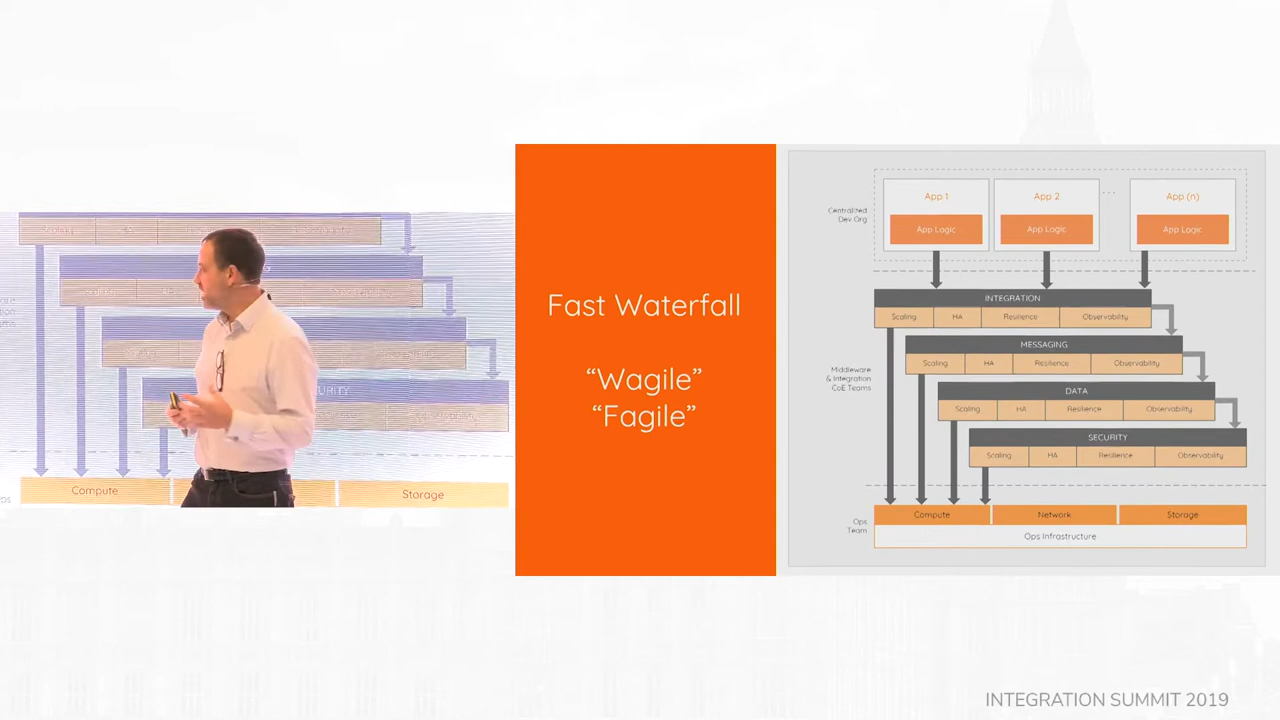 Fast Waterfall
“Wagile”
“Fagile”
Centralized
Dev Org
App 1
App Logic
App 2
App Logic
App (n)
App Logic
INTEGRATION
Scaling
HA
Resilience
Observability
MESSAGING
Scaling
HA
Resilience
Observability
Middleware
& Integration
CoE Teams
DATA
Scaling
HA
Resilience
Observability
SECURITY
Scaling
HA
Resilience
Observability
Ops
Team
Compute
Network
Storage
Ops Infrastructure
Scaling
HA
Compute
Storage
INTEGRATION SUMMIT 2019